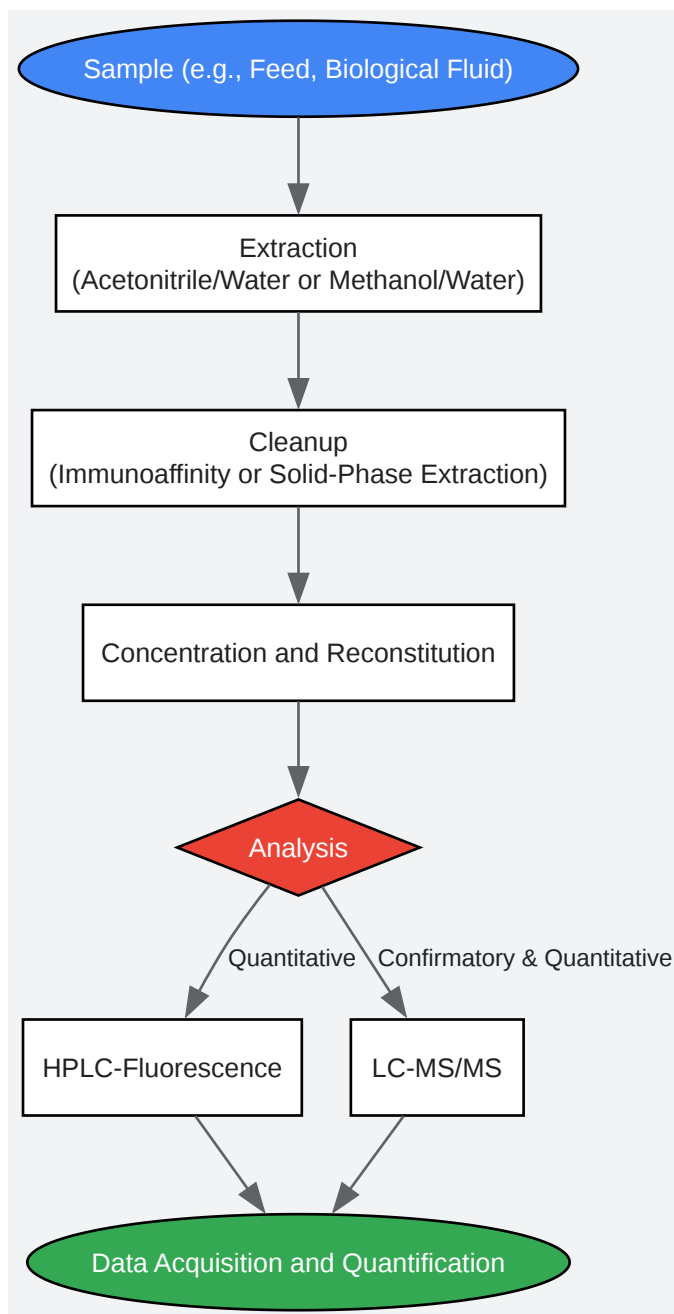 Sample (e.g., Feed, Biological Fluid)
Extraction
(Acetonitrile/Water or Methanol/Water)
Cleanup
(Immunoaffinity or Solid-Phase Extraction)
Concentration and Reconstitution
Analysis
Quantitative
Confirmatory & Quantitative
HPLC-Fluorescence
LC-MS/MS
Data Acquisition and Quantification